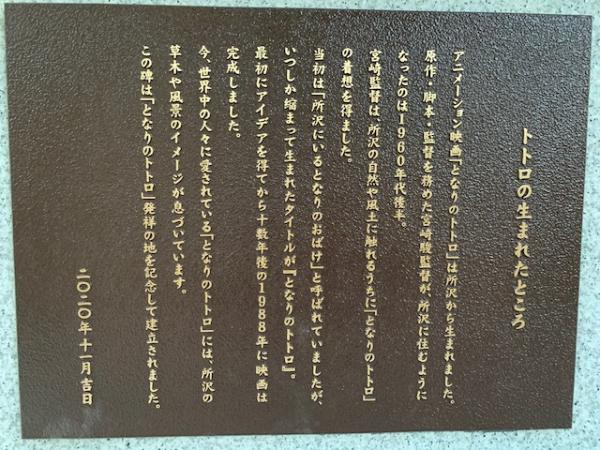 トトロの生まれたところ
アニメーション映画「となりのトトロ」は所沢から生まれました。
原作・脚本・監督を務めた宮崎駿監督が、所沢に住むように
なったのは1960年代後半。
宮崎監督は、所沢の自然や風土に触れるうちに「となりのトトロ」
の着想を得ました。
当初は「所沢にいるとなりのおばけ」と呼ばれていましたが、
いつしか縮まって生まれたタイトルが『となりのトトロ』。
最初にアイデアを得てから十数年後の1988年に映画は
完成しました。
今、世界中の人々に愛されている「となりのトトロ」には、所沢の
草木や風景のイメージが息づいています。
この碑は「となりのトトロ」発祥の地を記念して建立されました。
二〇二〇年十一月吉日